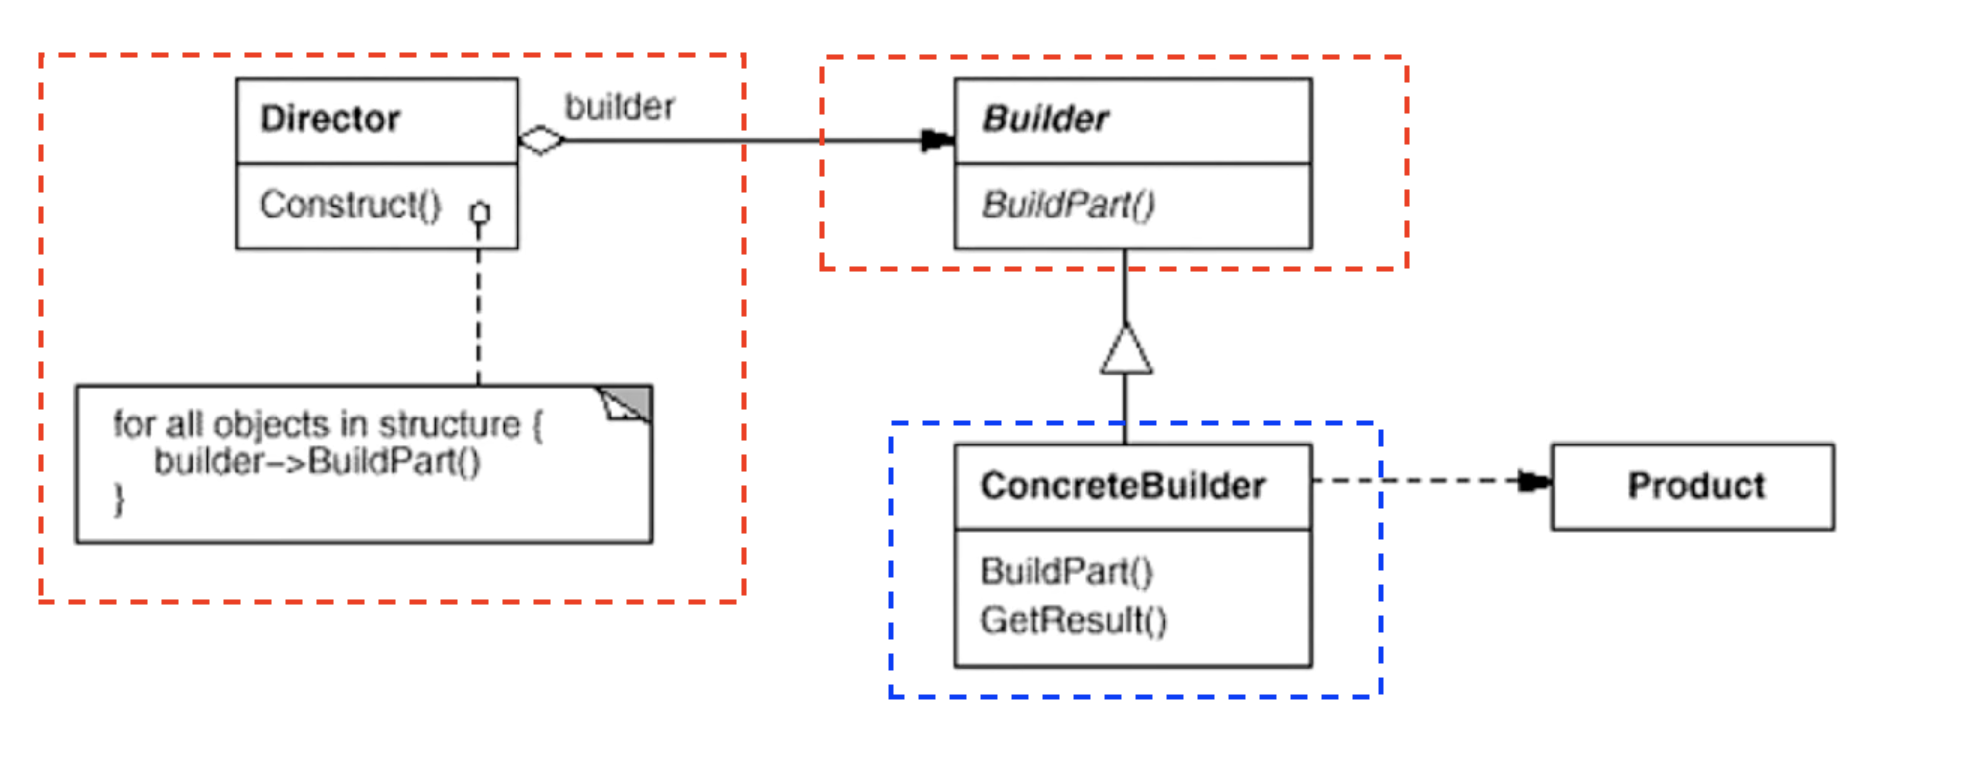 Director
Construct()
builder
for all objects in structure {
builder–>BuildPart()
}
Builder
BuildPart()
ConcreteBuilder
BuildPart()
GetResult()
Product